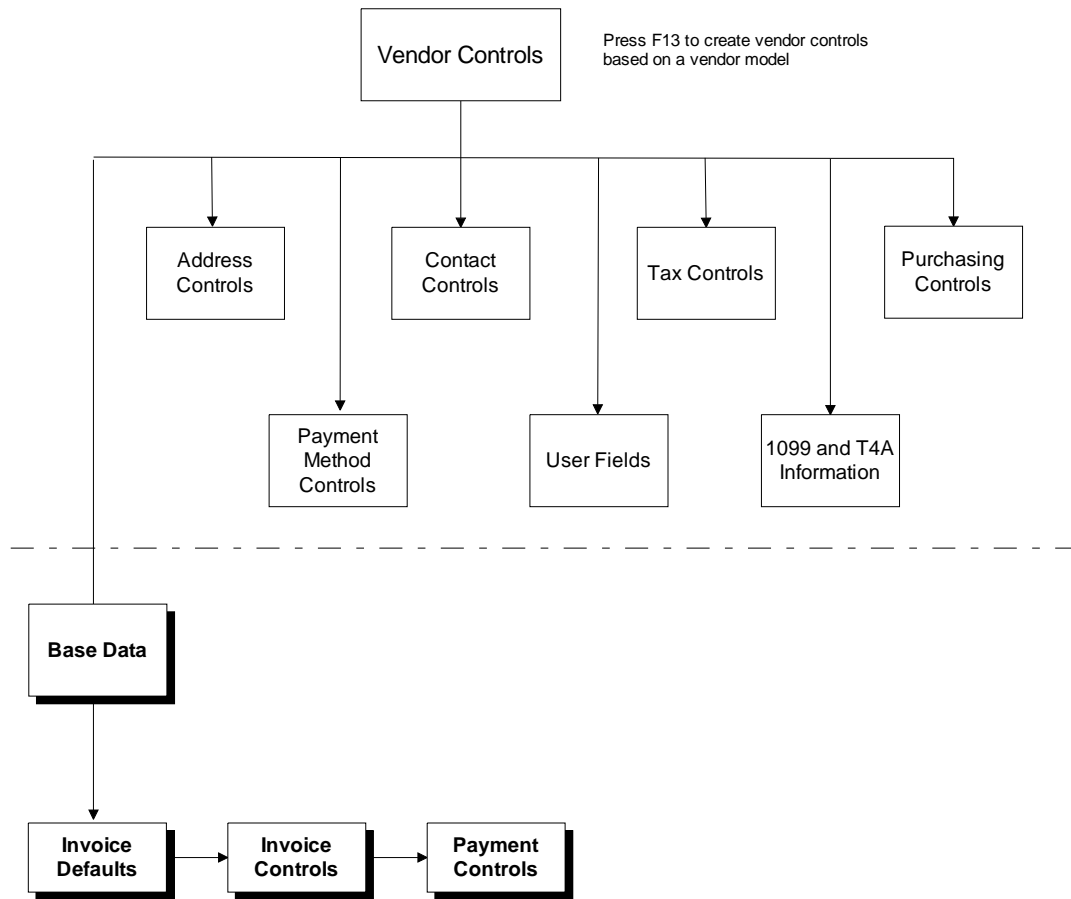 Vendor Controls
Press F13 to create vendor controls
based on a vendor model
Address
Controls
Contact
Controls
Tax Controls
Purchasing
Controls
Payment
Method
Controls
User Fields
1099 and T4A
Information
Base Data
Invoice
Defaults
Invoice
Controls
Payment
Controls